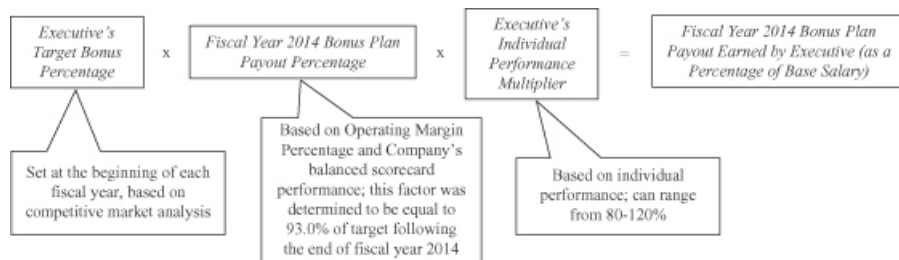 Executive's
Target Bonus
Percentage
x
Fiscal Year 2014 Bonus Plan
Payout Percentage
x
Executive's
Individual
Performance
Multiplier
=
Fiscal Year 2014 Bonus Plan
Payout Earned by Executive (as a
Percentage of Base Salary)
Set at the beginning of each
fiscal year, based on
competitive market analysis
Based on Operating Margin
Percentage and Company's
balanced scorecard
performance; this factor was
determined to be equal to
93.0% of target following
the end of fiscal year 2014
Based on individual
performance; can range
from 80-120%